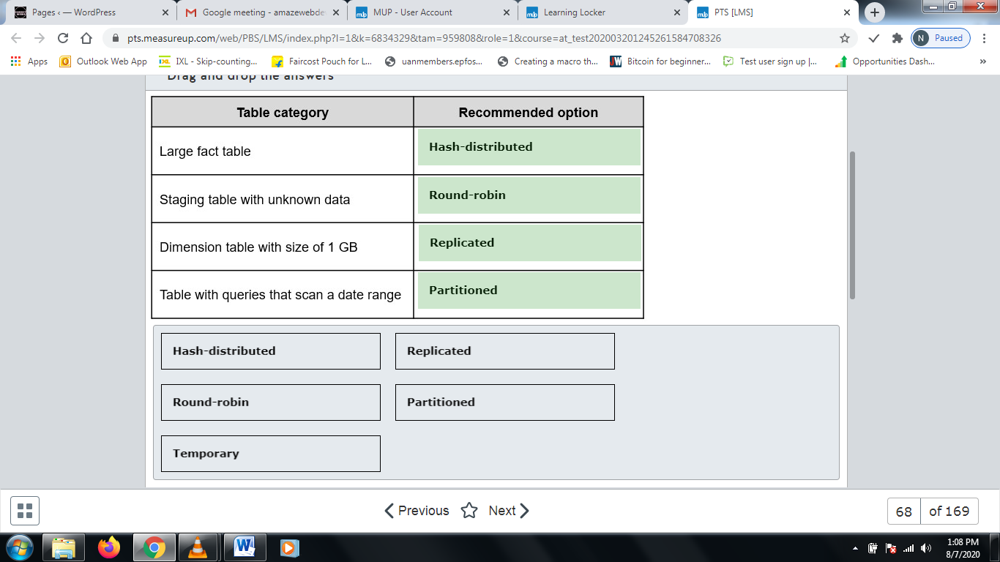 Pages ‹ — WordPress
Google meeting - amazewebde
MUP - User Account
Learning Locker
PTS [LMS]
pts.measureup.com/web/PBS/LMS/index.php?l=1&k=6834329&tam=959808&role=1&course=at_test202003201245261584708326
N Paused
Apps
Outlook Web App
IXL - Skip-counting...
Faircost Pouch for L...
uanmembers.epfos...
Creating a macro th...
Bitcoin for beginner...
Test user sign up |...
Opportunities Dash...
Drag and drop the answers
Table category Recommended option
Large fact table Hash-distributed
Staging table with unknown data Round-robin
Dimension table with size of 1 GB Replicated
Table with queries that scan a date range Partitioned
Hash-distributed Replicated
Round-robin Partitioned
Temporary
Previous Next 68 of 169
1:08 PM
8/7/2020